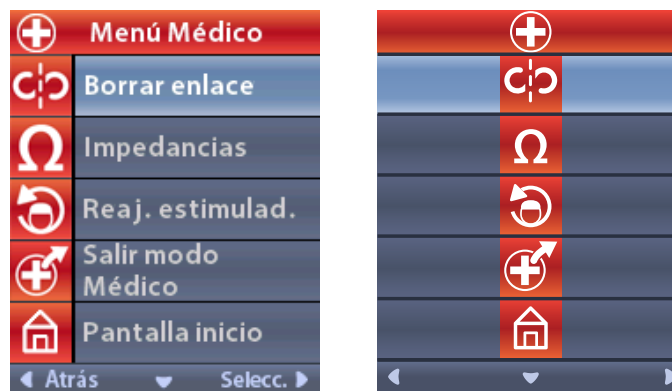 Menú Médico
Borrar enlace
Impedancias
Reaj. estimulad.
Salir modo
Médico
Pantalla inicio
Atrás Selecc.